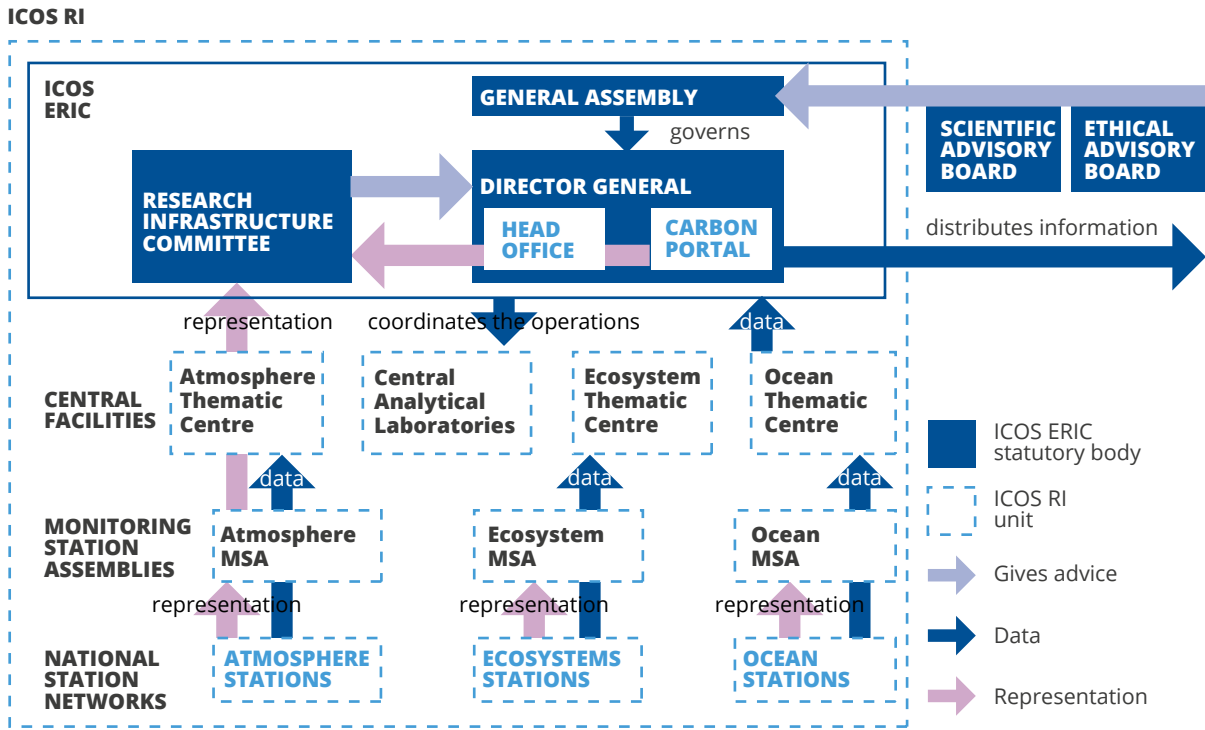 ICOS RI
ICOS
ERIC
GENERAL ASSEMBLY
governs
SCIENTIFIC
ADVISORY
BOARD
ETHICAL
ADVISORY
BOARD
RESEARCH
INFRASTRUCTURE
COMMITTEE
DIRECTOR GENERAL
HEAD
OFFICE
CARBON
PORTAL
distributes information
representation
coordinates the operations
data
CENTRAL
FACILITIES
Atmosphere
Thematic
Centre
Central
Analytical
Laboratories
Ecosystem
Thematic
Centre
Ocean
Thematic
Centre
data
data
data
MONITORING
STATION
ASSEMBLIES
Atmosphere
MSA
Ecosystem
MSA
Ocean
MSA
representation
representation
representation
NATIONAL
STATION
NETWORKS
ATMOSPHERE
STATIONS
ECOSYSTEMS
STATIONS
OCEAN
STATIONS
ICOS ERIC
statutory body
ICOS RI
unit
Gives advice
Data
Representation